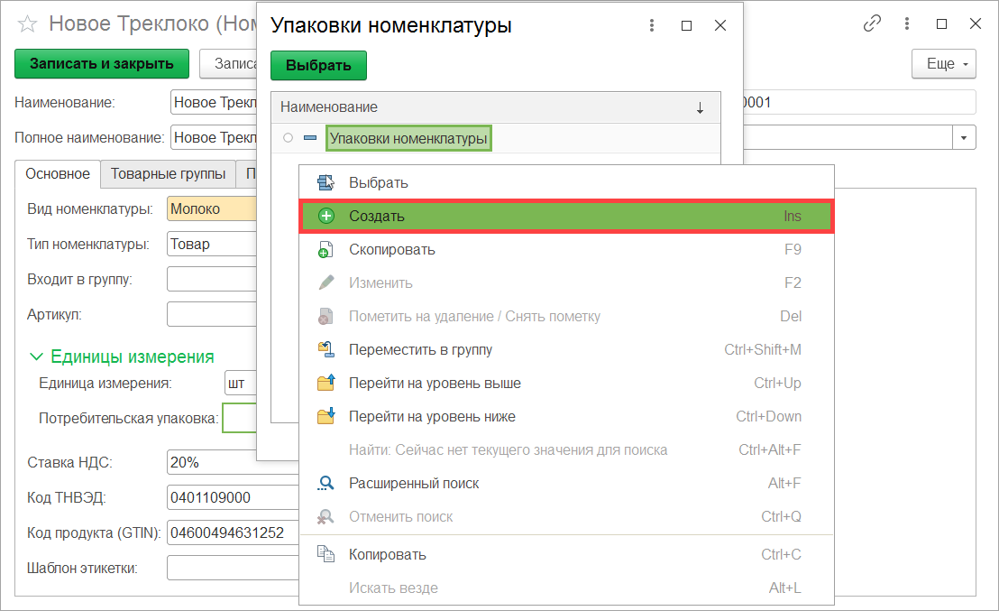 Новое Треклоко (Ном
Упаковки номенклатуры
Записать и закрыть
Выбрать
Еще
Наименование:
Новое Трекл
Наименование
0001
Полное наименование:
Новое Трекл
Упаковки номенклатуры
Основное
Товарные группы
П
Выбрать
Вид номенклатуры:
Молоко
Создать Ins
Тип номенклатуры:
Товар
Скопировать F9
Входит в группу:
Изменить F2
Артикул:
Пометить на удаление / Снять пометку Del
Переместить в группу Ctrl+Shift+M
Единицы измерения
Единица измерения:
шт
Перейти на уровень выше Ctrl+Up
Потребительская упаковка:
Перейти на уровень ниже Ctrl+Down
Найти: Сейчас нет текущего значения для поиска Ctrl+Alt+F
Ставка НДС:
20%
Расширенный поиск Alt+F
Код ТНВЭД:
0401109000
Отменить поиск Ctrl+Q
Код продукта (GTIN):
04600494631252
Копировать Ctrl+C
Шаблон этикетки:
Искать везде Alt+L